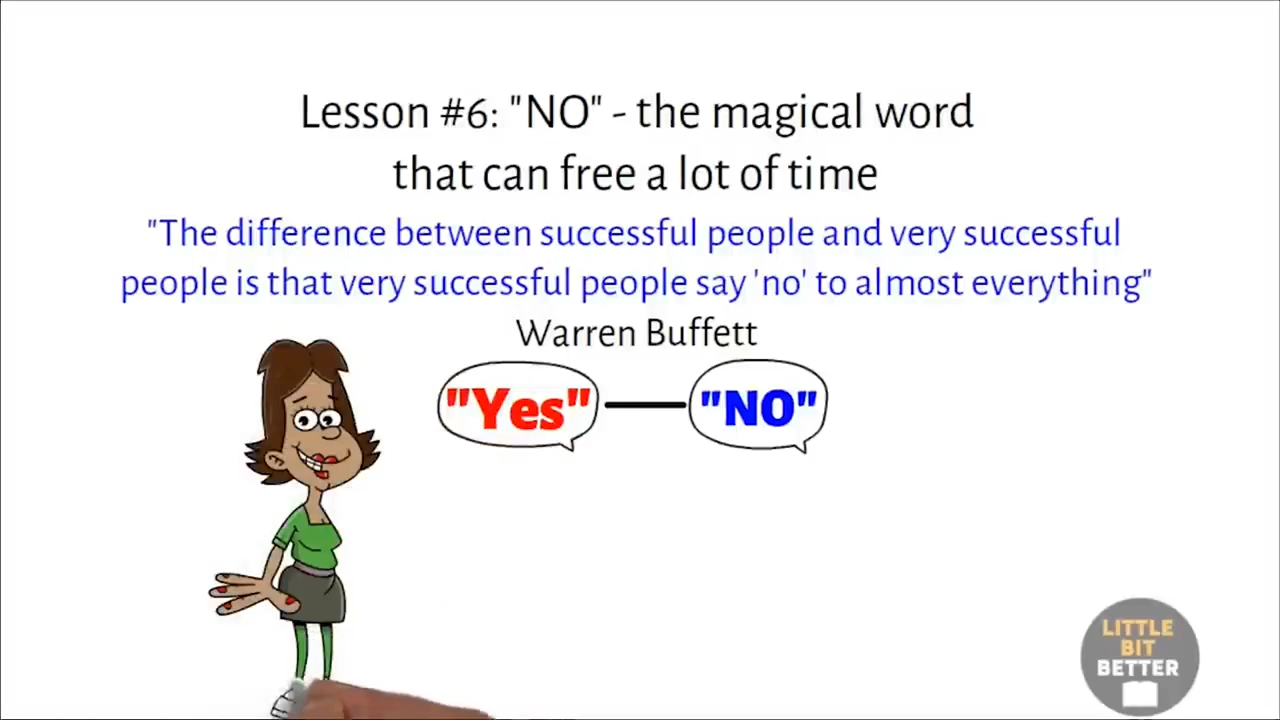 Lesson #6: "NO" - the magical word
that can free a lot of time
"The difference between successful people and very successful
people is that very successful people say 'no' to almost everything"
Warren Buffett
"Yes" "NO"
LITTLE
BIT
BETTER